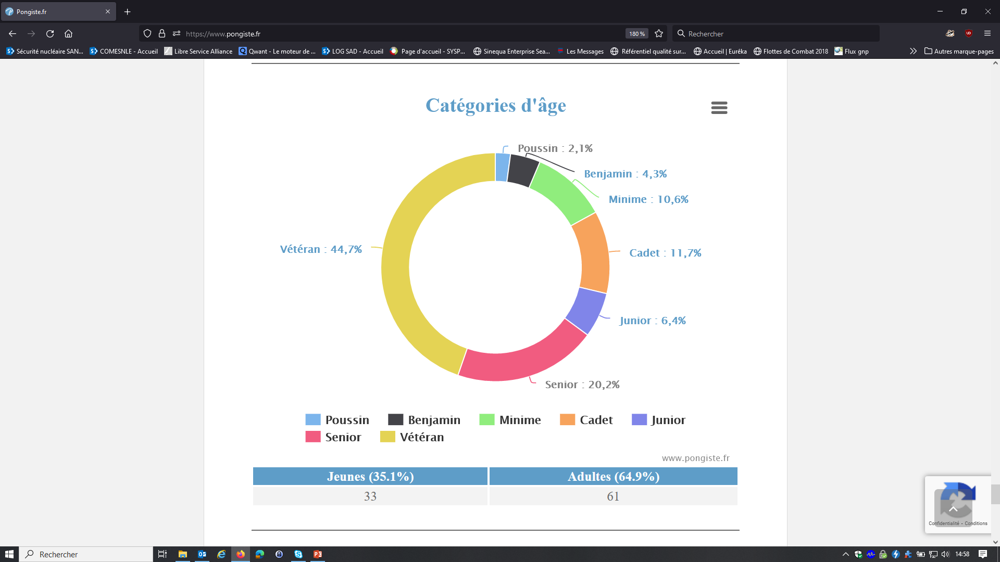 Pongiste.fr
https://www.pongiste.fr
180 %
Rechercher
Sécurité nucléaire SAN...
COMESNLE - Accueil
Libre Service Alliance
Qwant - Le moteur de ...
LOG SAD - Accueil
Page d'accueil - SYSP...
Sinequa Enterprise Sea...
Les Messages
Référentiel qualité sur...
Accueil | Eurêka
Flottes de Combat 2018
Flux gnp
Autres marque-pages
Catégories d'âge
Poussin : 2,1%
Benjamin : 4,3%
Minime : 10,6%
Vétéran : 44,7%
Cadet : 11,7%
Junior : 6,4%
Senior : 20,2%
Poussin Benjamin Minime Cadet Junior
Senior Vétéran
www.pongiste.fr
Jeunes (35.1%) Adultes (64.9%)
33 61
Confidentialité - Conditions
Rechercher
14:58